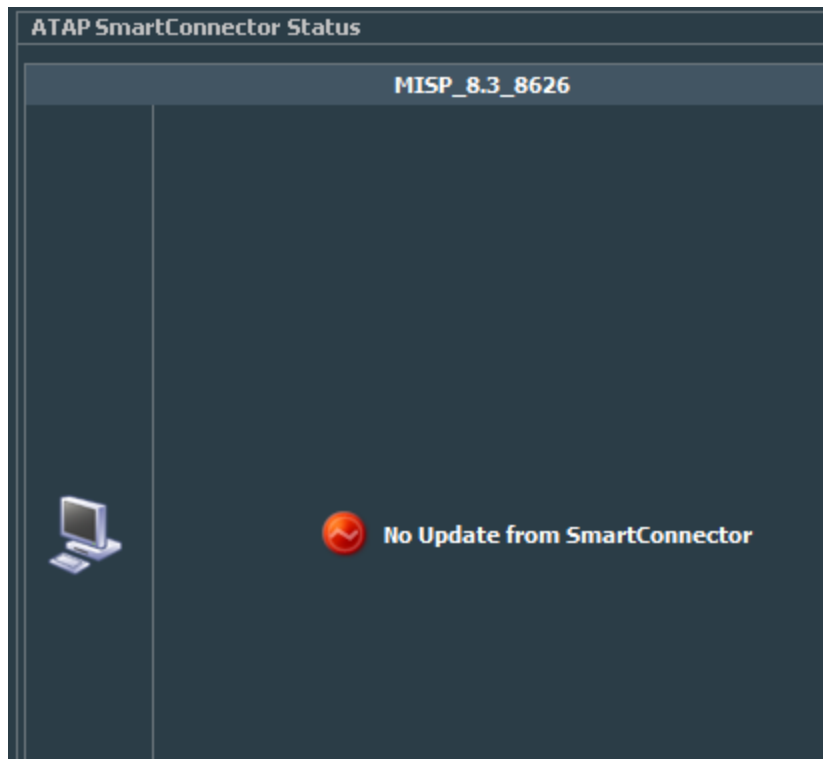 ATAP SmartConnector Status
MISP_8.3_8626
No Update from SmartConnector